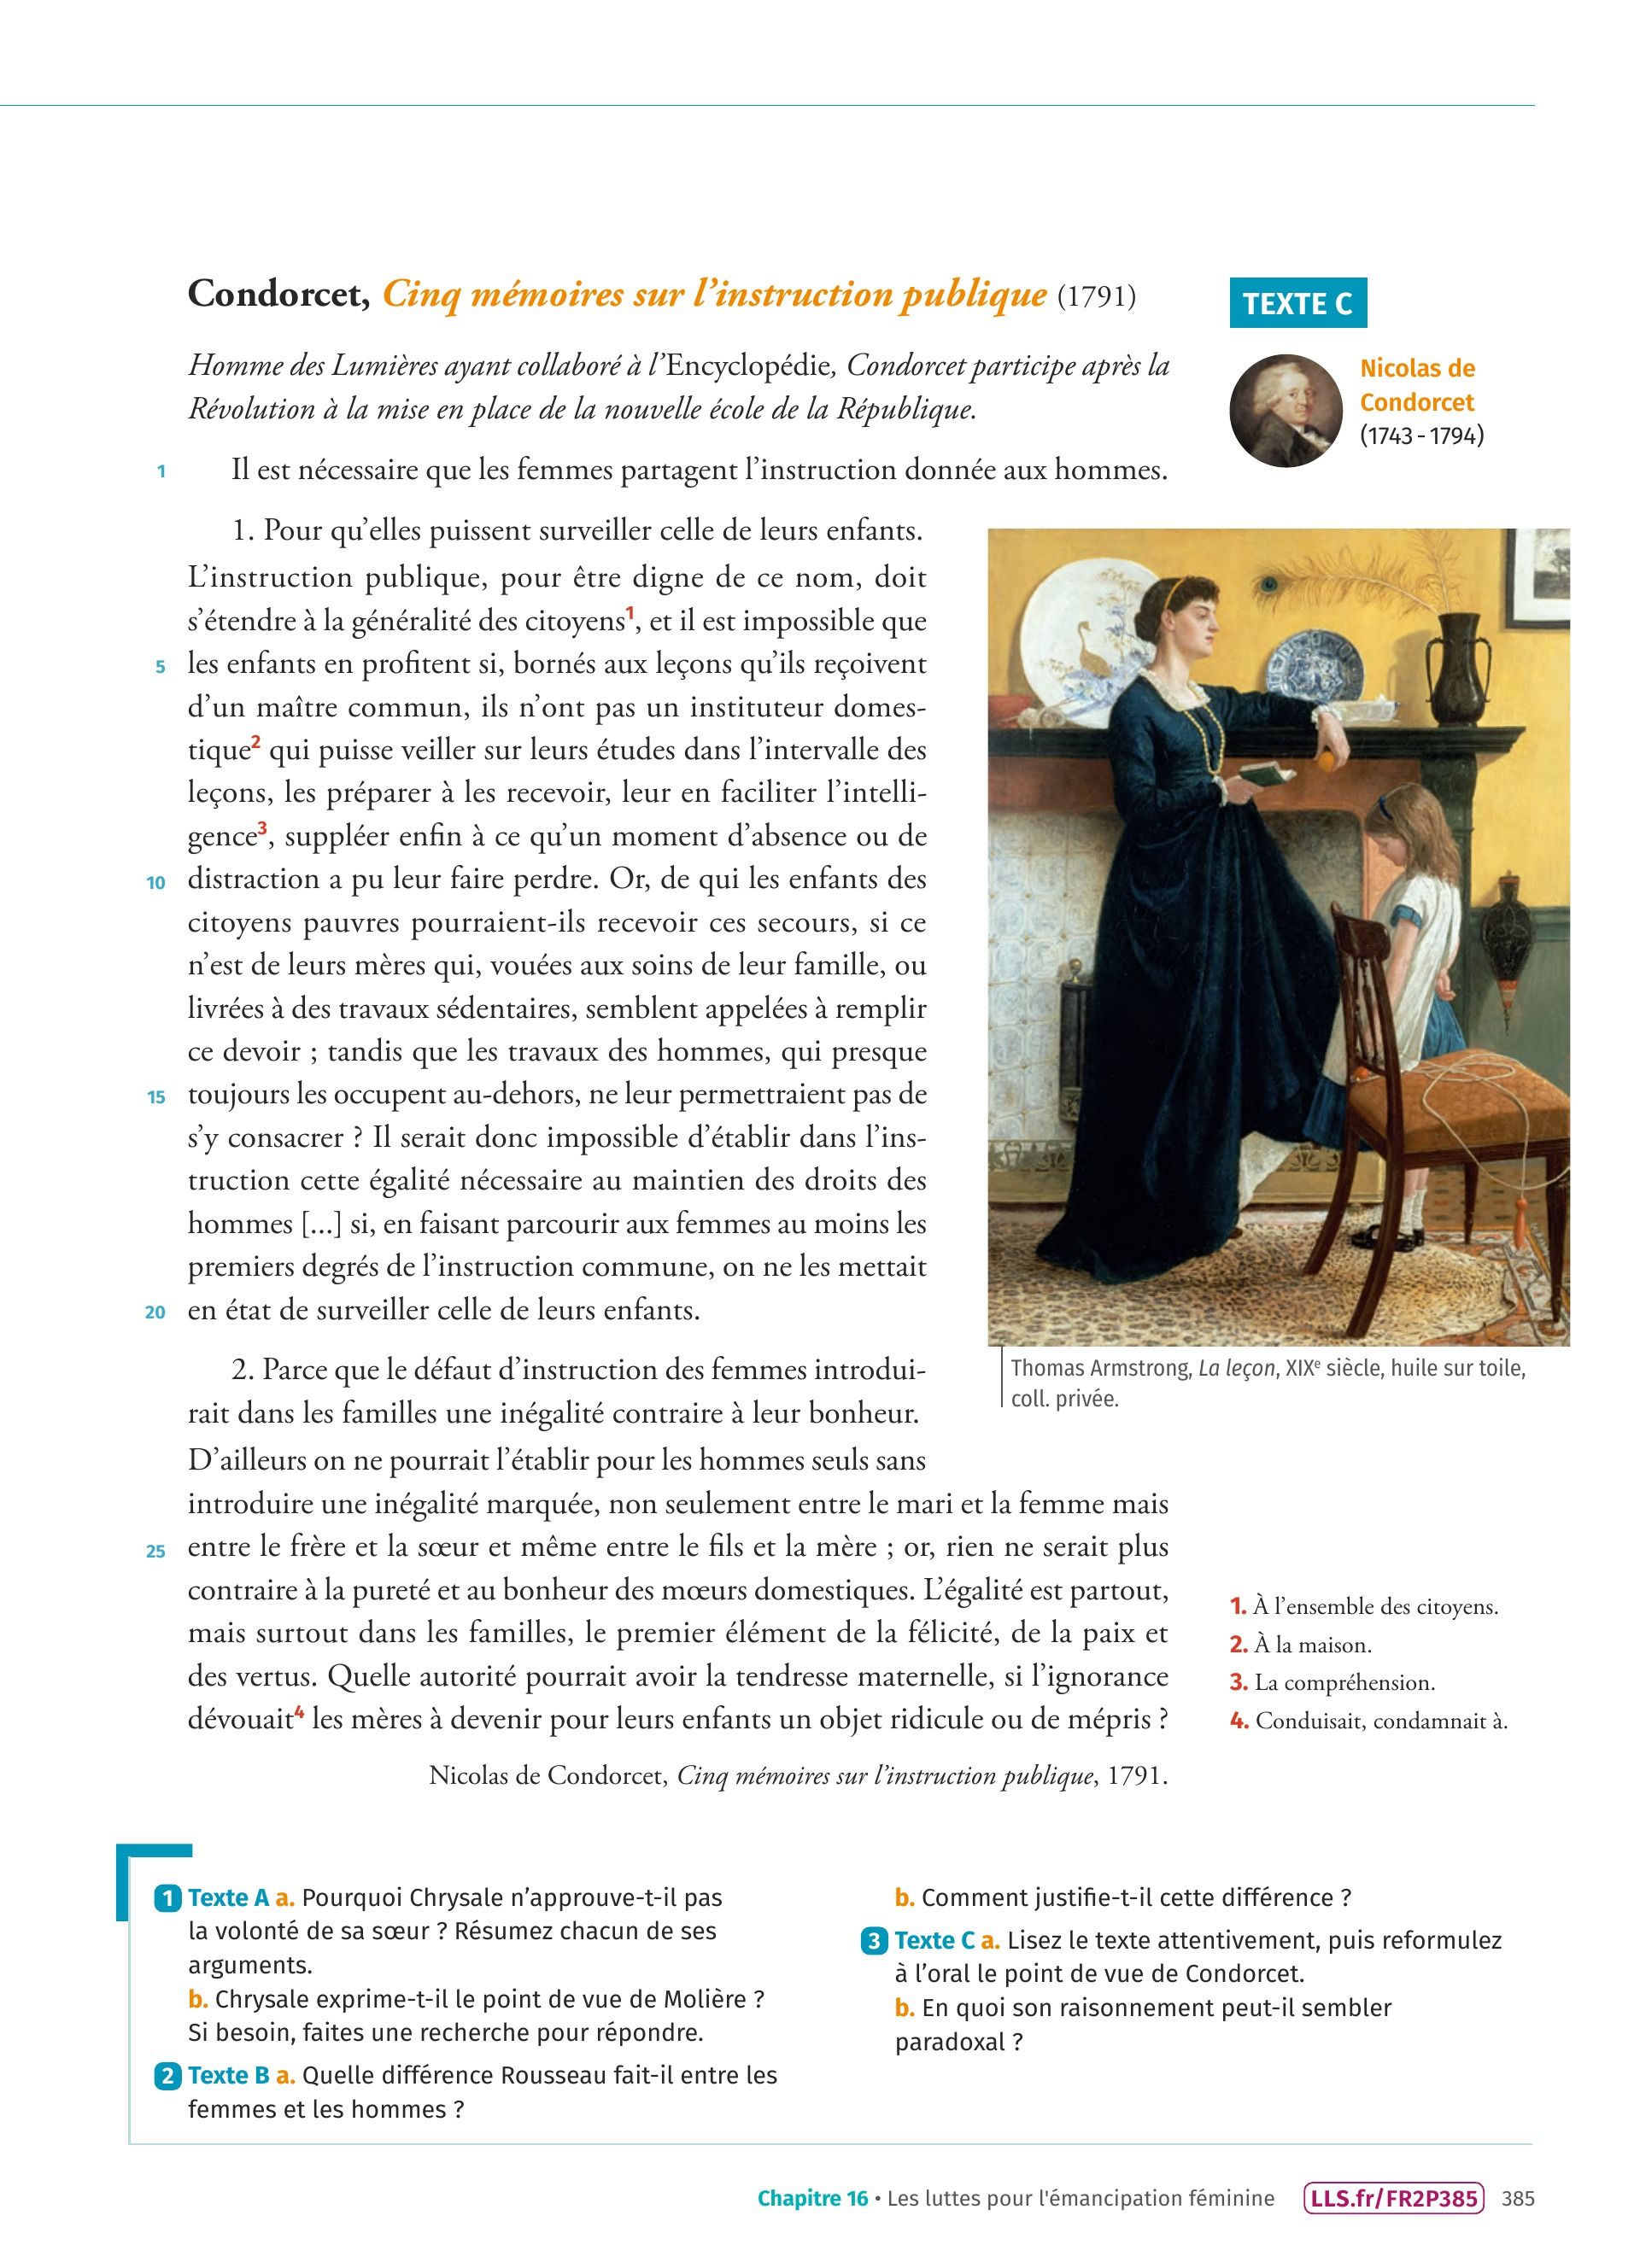 Condorcet, Cinq mémoires sur l’instruction publique (1791)
TEXTE C
Nicolas de
Condorcet
(1743 - 1794)
Homme des Lumières ayant collaboré à l’Encyclopédie, Condorcet participe après la
Révolution à la mise en place de la nouvelle école de la République.
1 Il est nécessaire que les femmes partagent l’instruction donnée aux hommes.
1. Pour qu’elles puissent surveiller celle de leurs enfants.
L’instruction publique, pour être digne de ce nom, doit
s’étendre à la généralité des citoyens1, et il est impossible que
5 les enfants en profitent si, bornés aux leçons qu’ils reçoivent
d’un maître commun, ils n’ont pas un instituteur domes-
tique2 qui puisse veiller sur leurs études dans l’intervalle des
leçons, les préparer à les recevoir, leur en faciliter l’intelli-
gence3, suppléer enfin à ce qu’un moment d’absence ou de
10 distraction a pu leur faire perdre. Or, de qui les enfants des
citoyens pauvres pourraient-ils recevoir ces secours, si ce
n’est de leurs mères qui, vouées aux soins de leur famille, ou
livrées à des travaux sédentaires, semblent appelées à remplir
ce devoir ; tandis que les travaux des hommes, qui presque
15 toujours les occupent au-dehors, ne leur permettraient pas de
s’y consacrer ? Il serait donc impossible d’établir dans l’ins-
truction cette égalité nécessaire au maintien des droits des
hommes [...] si, en faisant parcourir aux femmes au moins les
premiers degrés de l’instruction commune, on ne les mettait
20 en état de surveiller celle de leurs enfants.
2. Parce que le défaut d’instruction des femmes introdui-
rait dans les familles une inégalité contraire à leur bonheur.
D’ailleurs on ne pourrait l’établir pour les hommes seuls sans
introduire une inégalité marquée, non seulement entre le mari et la femme mais
25 entre le frère et la sœur et même entre le fils et la mère ; or, rien ne serait plus
contraire à la pureté et au bonheur des mœurs domestiques. L’égalité est partout,
mais surtout dans les familles, le premier élément de la félicité, de la paix et
des vertus. Quelle autorité pourrait avoir la tendresse maternelle, si l’ignorance
dévouait4 les mères à devenir pour leurs enfants un objet ridicule ou de mépris ?
Nicolas de Condorcet, Cinq mémoires sur l’instruction publique, 1791.
Thomas Armstrong, La leçon, XIXe siècle, huile sur toile,
coll. privée.
1. À l’ensemble des citoyens.
2. À la maison.
3. La compréhension.
4. Conduisait, condamnait à.
1 Texte A a. Pourquoi Chrysale n’approuve-t-il pas
la volonté de sa sœur ? Résumez chacun de ses
arguments.
b. Chrysale exprime-t-il le point de vue de Molière ?
Si besoin, faites une recherche pour répondre.
2 Texte B a. Quelle différence Rousseau fait-il entre les
femmes et les hommes ?
b. Comment justifie-t-il cette différence ?
3 Texte C a. Lisez le texte attentivement, puis reformulez
à l’oral le point de vue de Condorcet.
b. En quoi son raisonnement peut-il sembler
paradoxal ?
Chapitre 16 • Les luttes pour l'émancipation féminine LLS.fr/FR2P385 385